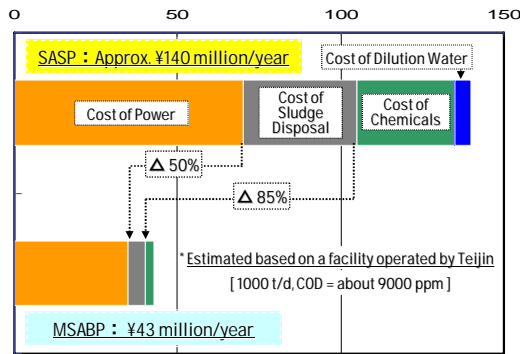 0 50 100 150
SASP : Approx. ¥140 million/year
Cost of Dilution Water
Cost of Power
Cost of
Sludge
Disposal
Cost of
Chemicals
Δ 50%
Δ 85%
* Estimated based on a facility operated by Teijin
[ 1000 t/d, COD = about 9000 ppm ]
MSABP : ¥43 million/year